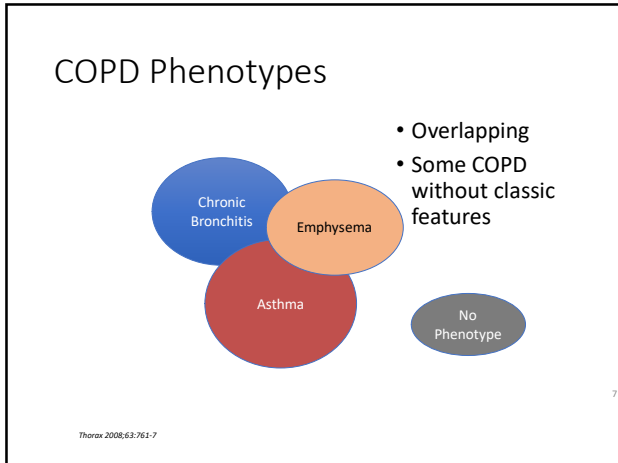 COPD Phenotypes
• Overlapping
• Some COPD
without classic
features
Chronic
Bronchitis
Emphysema
Asthma
No
Phenotype
7
Thorax 2008;63:761-7